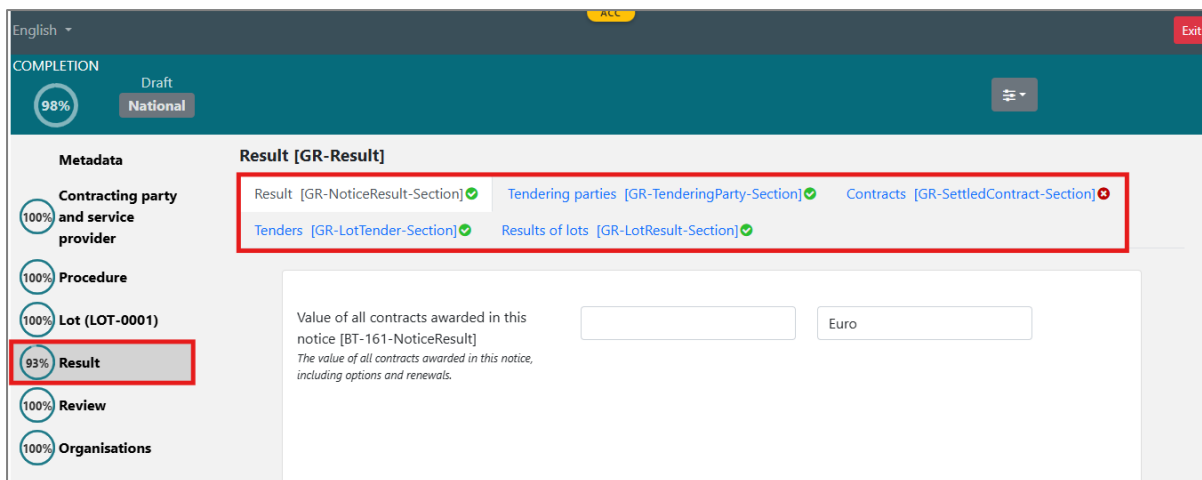 ACC
English
Exit
COMPLETION
98%
Draft
National
Metadata
100%
Contracting party
and service
provider
100% Procedure
100% Lot (LOT-0001)
93% Result
100% Review
100% Organisations
Result [GR-Result]
Result [GR-NoticeResult-Section] Tendering parties [GR-TenderingParty-Section] Contracts [GR-SettledContract-Section]
Tenders [GR-LotTender-Section] Results of lots [GR-LotResult-Section]
Value of all contracts awarded in this
notice [BT-161-NoticeResult]
The value of all contracts awarded in this notice,
including options and renewals.
Euro